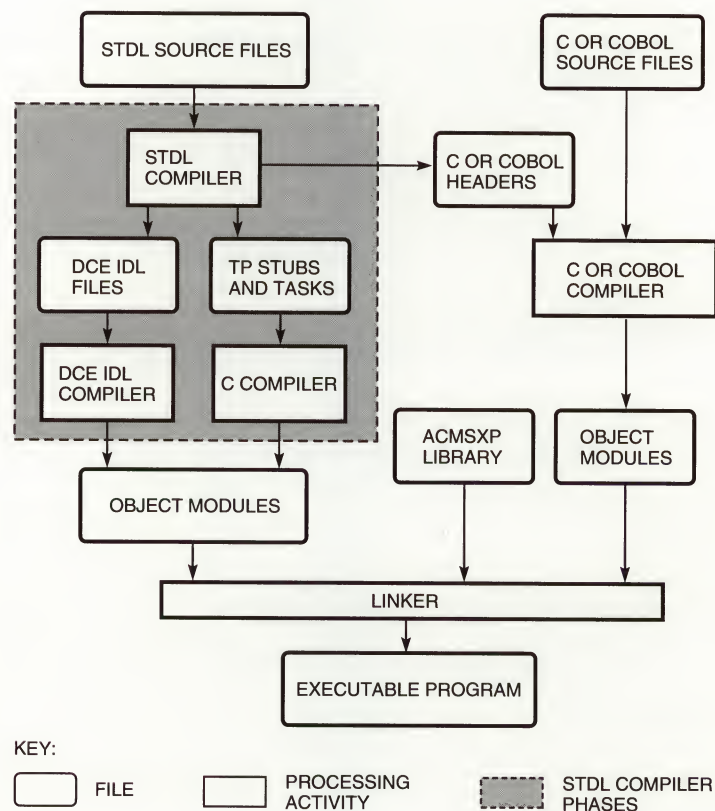 STDL SOURCE FILES
C OR COBOL
SOURCE FILES
STDL
COMPILER
C OR COBOL
HEADERS
DCE IDL
FILES
TP STUBS
AND TASKS
C OR COBOL
COMPILER
DCE IDL
COMPILER
C COMPILER
ACMSXP
LIBRARY
OBJECT
MODULES
OBJECT MODULES
LINKER
EXECUTABLE PROGRAM
KEY:
FILE
PROCESSING
ACTIVITY
STDL COMPILER
PHASES